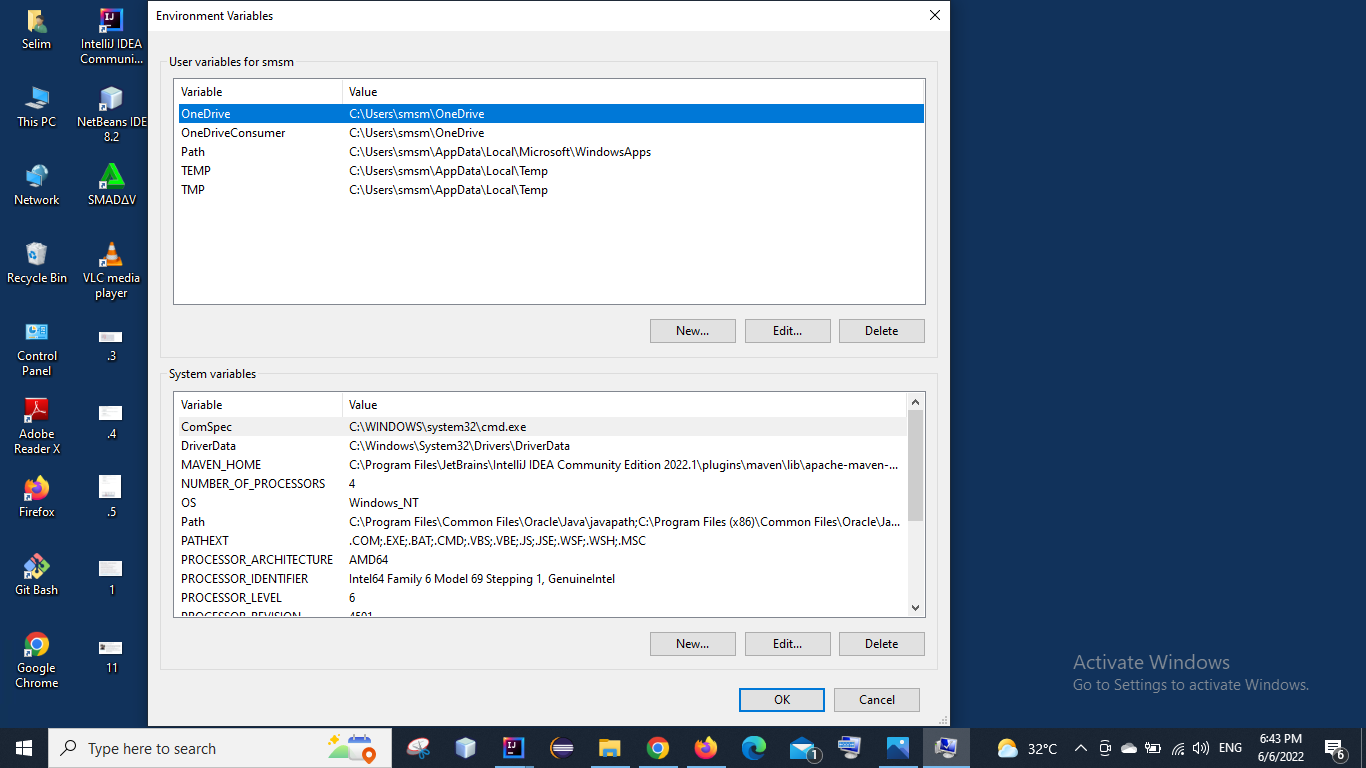 Environment Variables
User variables for smsm
Variable Value
OneDrive C:\Users\smsm\OneDrive
OneDriveConsumer C:\Users\smsm\OneDrive
Path C:\Users\smsm\AppData\Local\Microsoft\WindowsApps
TEMP C:\Users\smsm\AppData\Local\Temp
TMP C:\Users\smsm\AppData\Local\Temp
New... Edit... Delete
System variables
Variable Value
ComSpec C:\WINDOWS\system32\cmd.exe
DriverData C:\Windows\System32\Drivers\DriverData
MAVEN_HOME C:\Program Files\JetBrains\IntelliJ IDEA Community Edition 2022.1\plugins\maven\lib\apache-maven-...
NUMBER_OF_PROCESSORS 4
OS Windows_NT
Path C:\Program Files\Common Files\Oracle\Java\javapath;C:\Program Files (x86)\Common Files\Oracle\Ja...
PATHEXT .COM;.EXE;.BAT;.CMD;.VBS;.VBE;.JS;.JSE;.WSF;.WSH;.MSC
PROCESSOR_ARCHITECTURE AMD64
PROCESSOR_IDENTIFIER Intel64 Family 6 Model 69 Stepping 1, GenuineIntel
PROCESSOR_LEVEL 6
PROCESSOR_REVISION 4501
New... Edit... Delete
OK Cancel
Selim
IntelliJ IDEA
Communi...
This PC
NetBeans IDE
8.2
Network
SMADΔV
Recycle Bin
VLC media
player
Control
Panel
.3
Adobe
Reader X
.4
Firefox
.5
Git Bash
1
Google
Chrome
11
Activate Windows
Go to Settings to activate Windows.
Type here to search
1
32°C
ENG
6:43 PM
6/6/2022
6